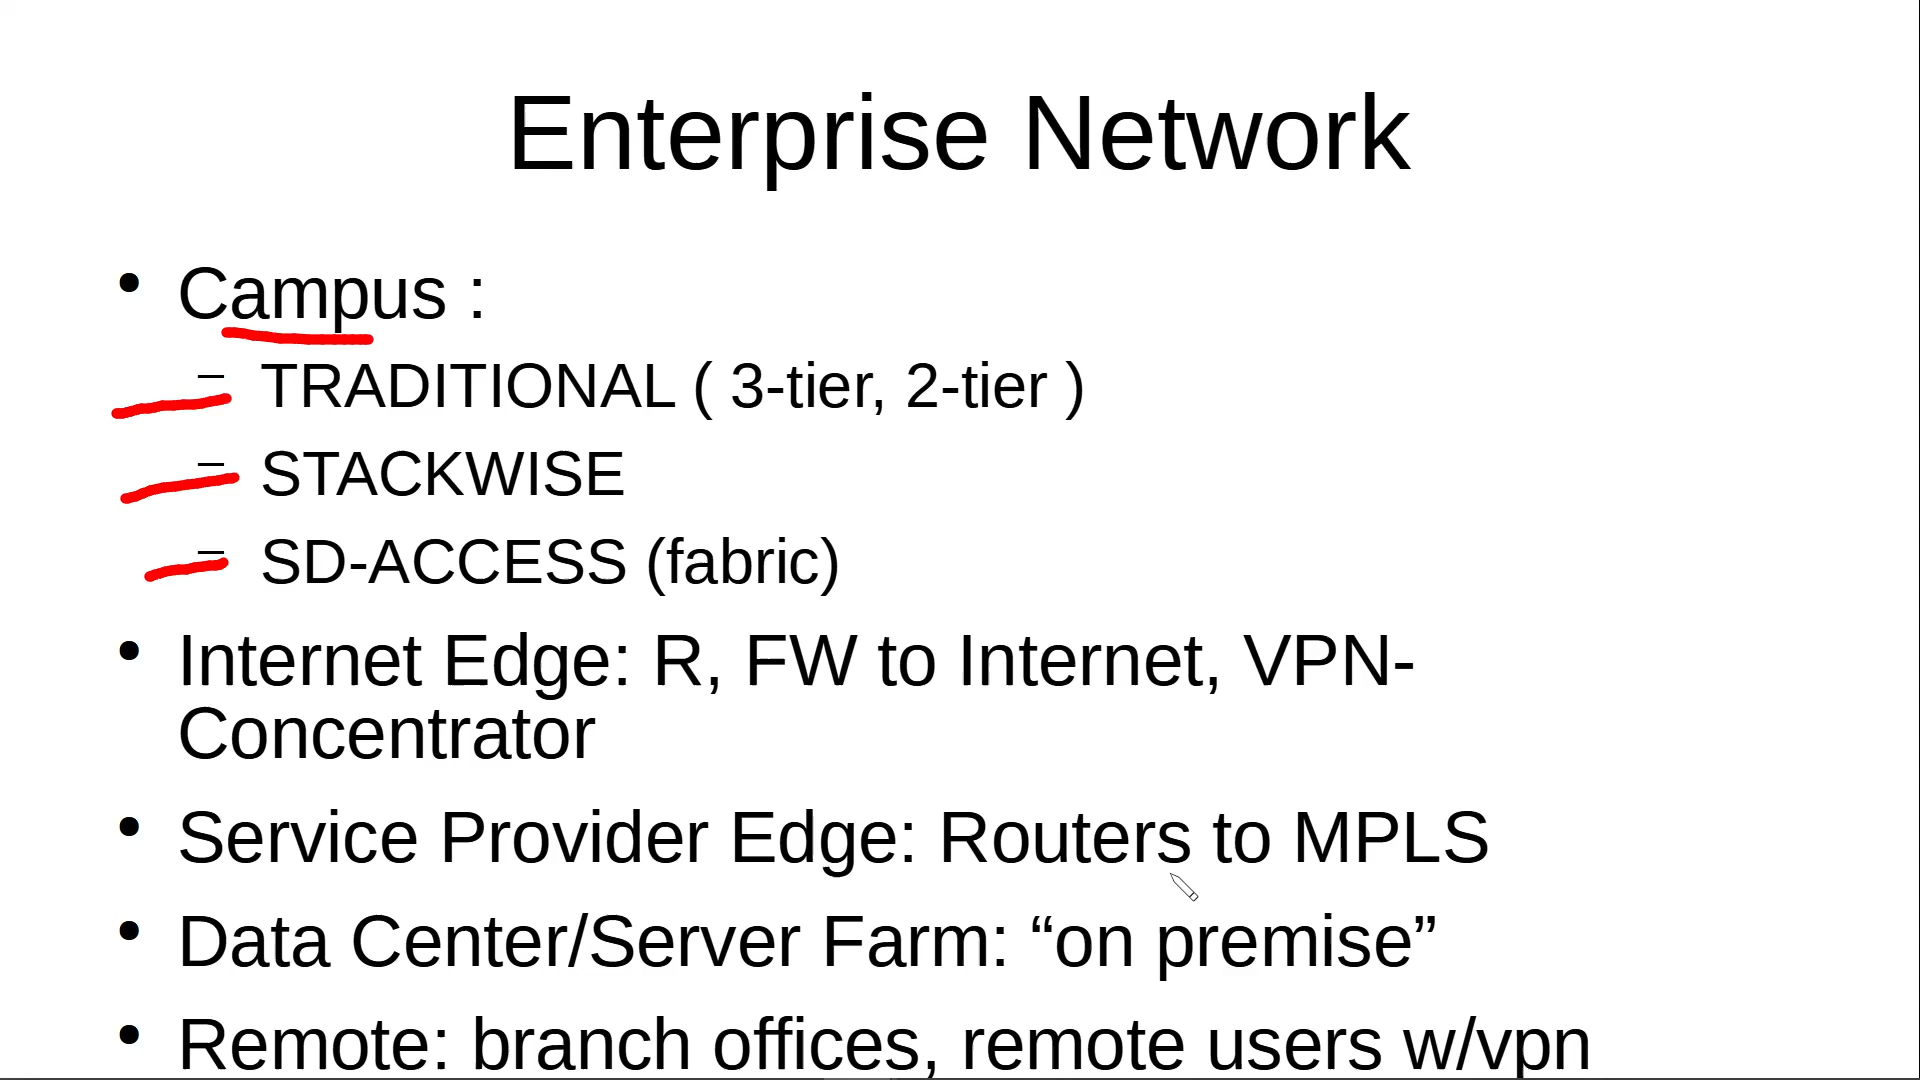 Enterprise Network
• Campus :
– TRADITIONAL ( 3-tier, 2-tier )
– STACKWISE
– SD-ACCESS (fabric)
• Internet Edge: R, FW to Internet, VPN-
Concentrator
• Service Provider Edge: Routers to MPLS
• Data Center/Server Farm: “on premise”
• Remote: branch offices, remote users w/vpn